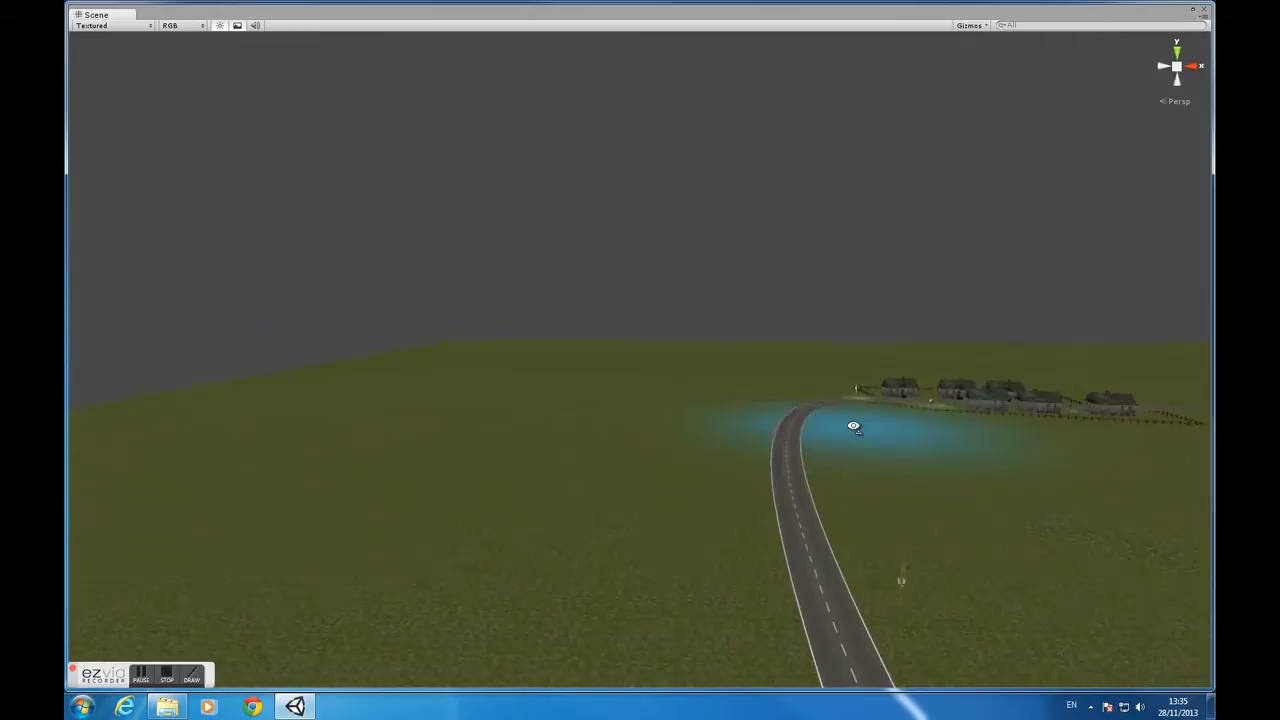 Scene
Textured RGB Gizmos All
y
x
Persp
ezvid
RECORDER PAUSE STOP DRAW
EN 13:35
28/11/2013